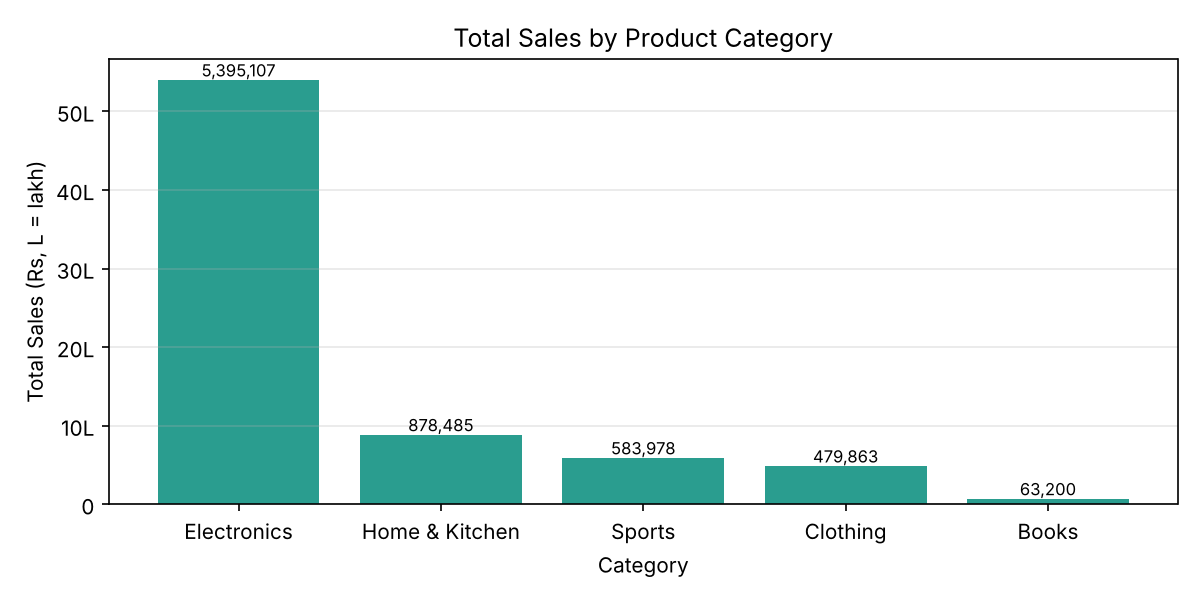 Total Sales by Product Category
Total Sales (Rs, L = lakh)
50L
40L
30L
20L
10L
0
5,395,107
878,485
583,978
479,863
63,200
Electronics
Home & Kitchen
Sports
Clothing
Books
Category